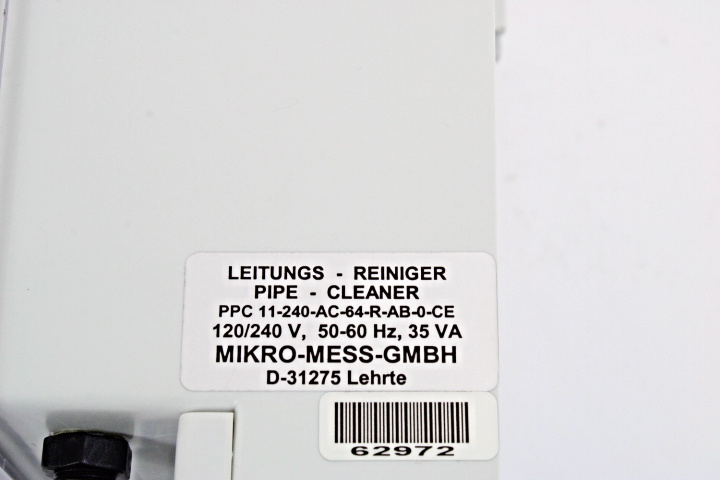 LEITUNGS - REINIGER
PIPE - CLEANER
PPC 11-240-AC-64-R-AB-0-CE
120/240 V, 50-60 Hz, 35 VA
MIKRO-MESS-GMBH
D-31275 Lehrte
62972